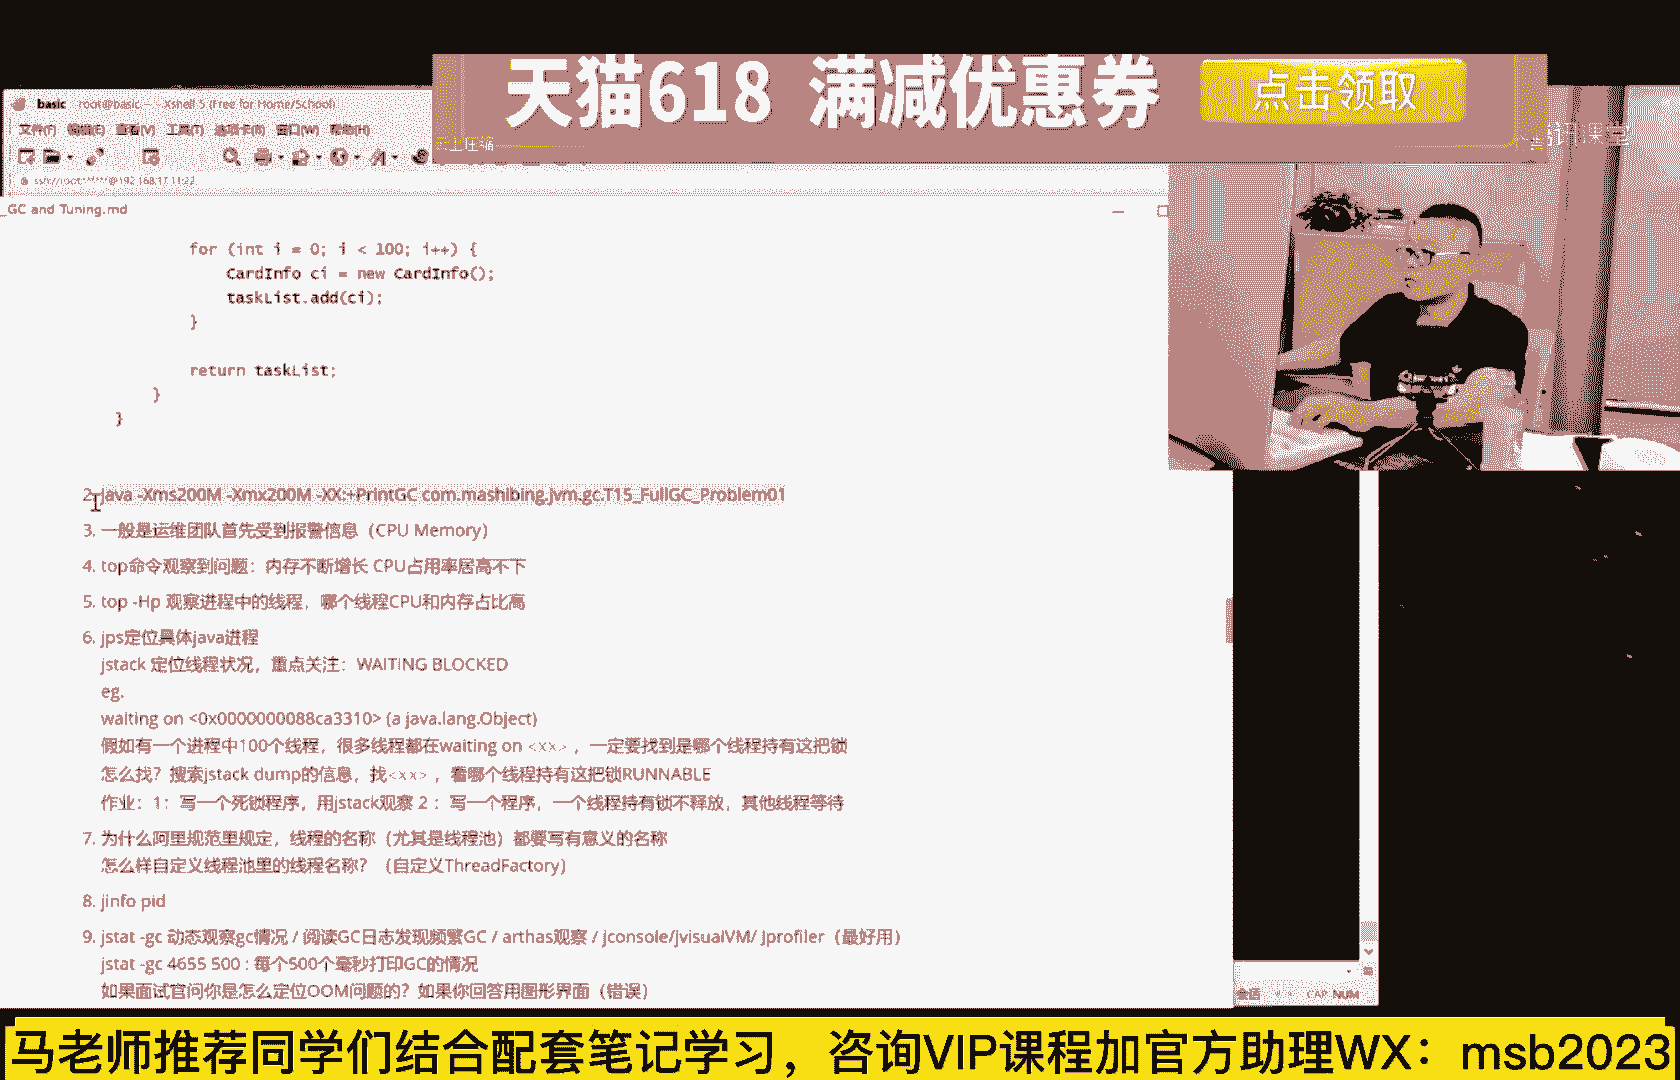 天猫618 满减优惠券 点击领取
basic root@basic:~ - Xshell 5 (Free for Home/School)
文件(F) 编辑(E) 查看(V) 工具(T) 选项卡(B) 窗口(W) 帮助(H)
腾讯课堂
ssh://root:*****@192.168.17.11:22
_GC and Tuning.md
for (int i = 0; i < 100; i++) {
CardInfo ci = new CardInfo();
taskList.add(ci);
}
return taskList;
}
}
2. java -Xms200M -Xmx200M -XX:+PrintGC com.mashibing.jvm.gc.T15_FullGC_Problem01
3. 一般是运维团队首先受到报警信息（CPU Memory）
4. top命令观察到问题：内存不断增长 CPU占用率居高不下
5. top -Hp 观察进程中的线程，哪个线程CPU和内存占比高
6. jps定位具体java进程
jstack 定位线程状况，重点关注：WAITING BLOCKED
eg.
waiting on <0x0000000088ca3310> (a java.lang.Object)
假如有一个进程中100个线程，很多线程都在waiting on <xx> ，一定要找到是哪个线程持有这把锁
怎么找？搜索jstack dump的信息，找<xx> ，看哪个线程持有这把锁RUNNABLE
作业：1：写一个死锁程序，用jstack观察 2 ：写一个程序，一个线程持有锁不释放，其他线程等待
7. 为什么阿里规范里规定，线程的名称（尤其是线程池）都要写有意义的名称
怎么样自定义线程池里的线程名称？（自定义ThreadFactory）
8. jinfo pid
9. jstat -gc 动态观察gc情况 / 阅读GC日志发现频繁GC / arthas观察 / jconsole/jvisualVM/ Jprofiler（最好用）
jstat -gc 4655 500 : 每个500个毫秒打印GC的情况
如果面试官问你是怎么定位OOM问题的？如果你回答用图形界面（错误）
CAP NUM
马老师推荐同学们结合配套笔记学习，咨询VIP课程加官方助理WX：msb2023